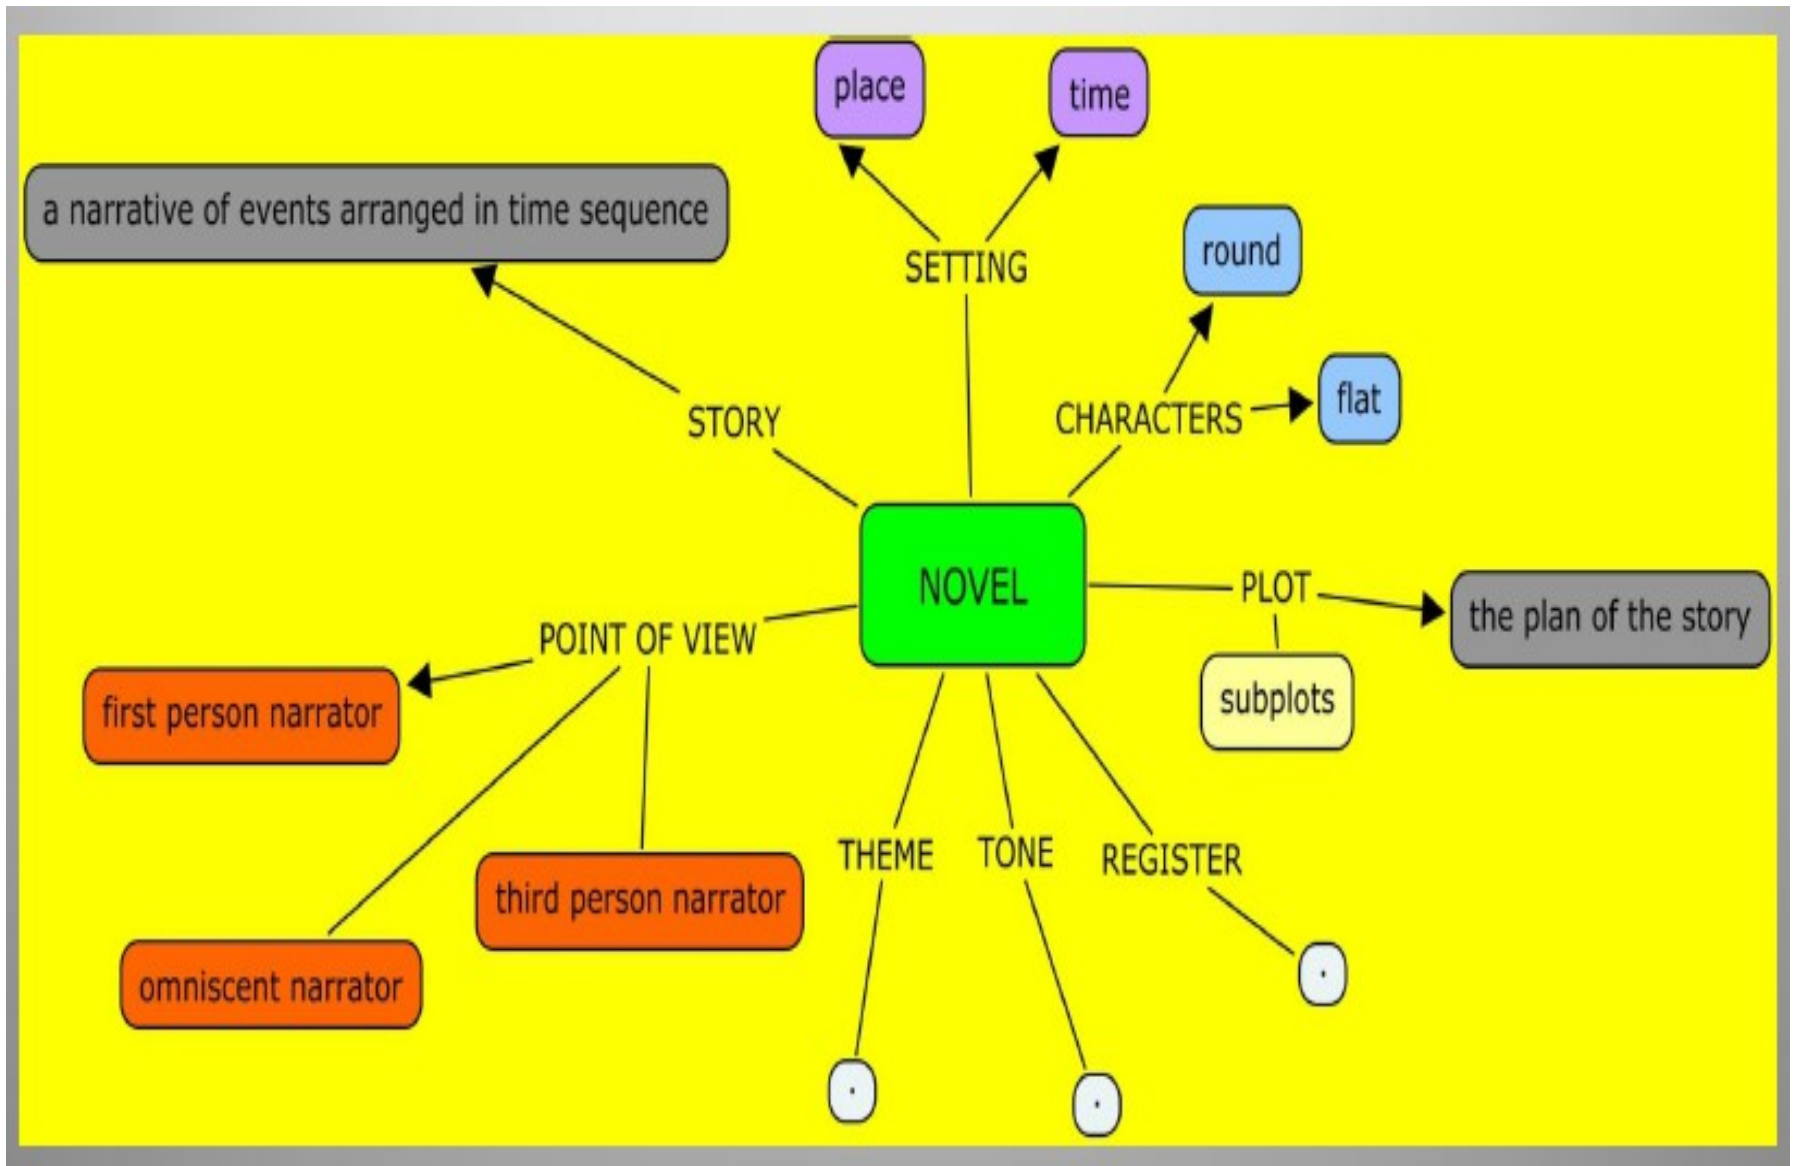 place
time
a narrative of events arranged in time sequence
SETTING
round
flat
STORY
CHARACTERS
NOVEL
PLOT
the plan of the story
POINT OF VIEW
subplots
first person narrator
THEME
TONE
REGISTER
third person narrator
omniscent narrator